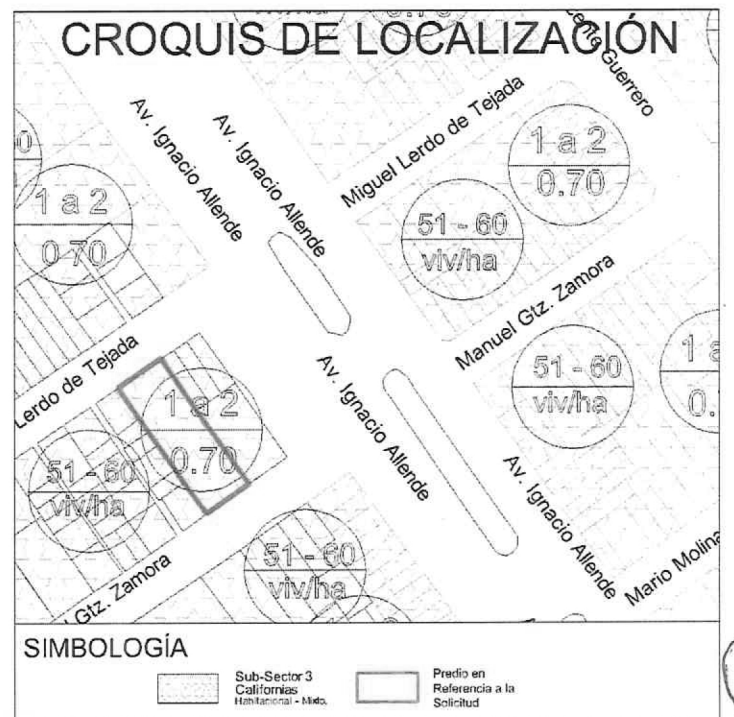 CROQUIS DE LOCALIZACIÓN
Vicente Guerrero
Av. Ignacio Allende
Av. Ignacio Allende
Miguel Lerdo de Tejada
1 a 2
0.70
1 a 2
0.70
51 - 60
viv/ha
Manuel Gtz. Zamora
51 - 60
viv/ha
Lerdo de Tejada
Av. Ignacio Allende
1 a 2
0.70
51 - 60
viv/ha
Av. Ignacio Allende
Mario Molina
51 - 60
viv/ha
Gtz. Zamora
SIMBOLOGÍA
Sub-Sector 3
Californias
Habitacional - Mixto.
Predio en
Referencia a la
Solicitud